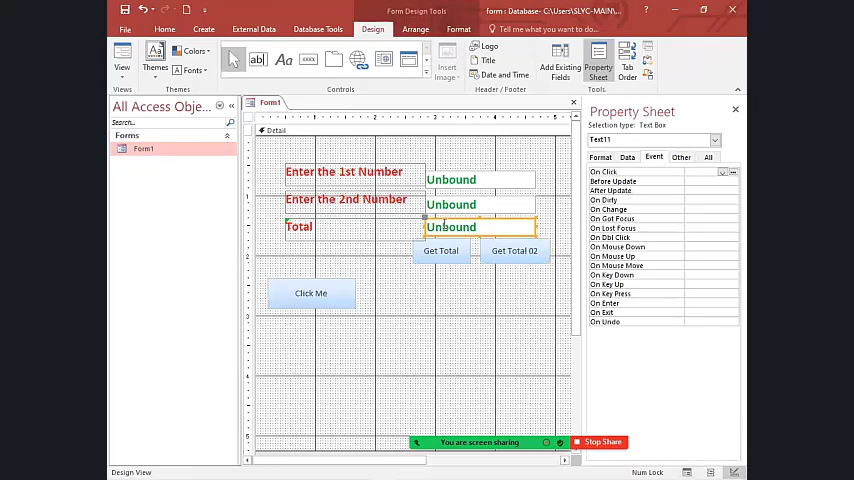 Form Design Tools
form : Database- C:\Users\SLYC-MAIN\...
?
File
Home
Create
External Data
Database Tools
Design
Arrange
Format
Tell me what you want to do...
View
Themes
Colors
Fonts
Aa
Insert
Image
Logo
Title
Date and Time
Add Existing
Fields
Property
Sheet
Tab
Order
Controls
Header / Footer
Tools
All Access Obje...
Search...
Forms
Form1
Form1
Detail
Enter the 1st Number
Unbound
Enter the 2nd Number
Unbound
Total
Unbound
Get Total
Get Total 02
Click Me
Property Sheet
Selection type: Text Box
Text11
Format
Data
Event
Other
All
On Click
Before Update
After Update
On Dirty
On Change
On Got Focus
On Lost Focus
On Dbl Click
On Mouse Down
On Mouse Up
On Mouse Move
On Key Down
On Key Up
On Key Press
On Enter
On Exit
On Undo
You are screen sharing
Stop Share
Design View
Num Lock